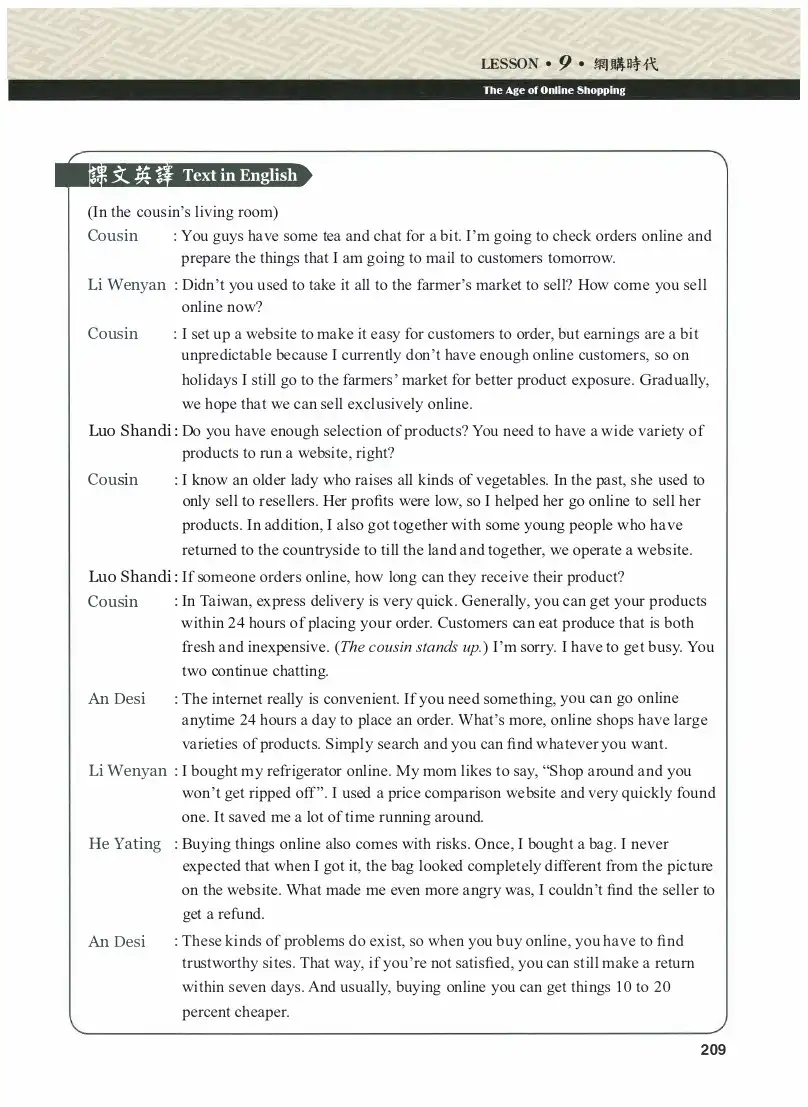 LESSON • 9 • 網購時代
The Age of Online Shopping
課文英譯 Text in English
(In the cousin's living room)
Cousin : You guys have some tea and chat for a bit. I'm going to check orders online and
prepare the things that I am going to mail to customers tomorrow.
Li Wenyan : Didn't you used to take it all to the farmer's market to sell? How come you sell
online now?
Cousin : I set up a website to make it easy for customers to order, but earnings are a bit
unpredictable because I currently don't have enough online customers, so on
holidays I still go to the farmers' market for better product exposure. Gradually,
we hope that we can sell exclusively online.
Luo Shandi : Do you have enough selection of products? You need to have a wide variety of
products to run a website, right?
Cousin : I know an older lady who raises all kinds of vegetables. In the past, she used to
only sell to resellers. Her profits were low, so I helped her go online to sell her
products. In addition, I also got together with some young people who have
returned to the countryside to till the land and together, we operate a website.
Luo Shandi : If someone orders online, how long can they receive their product?
Cousin : In Taiwan, express delivery is very quick. Generally, you can get your products
within 24 hours of placing your order. Customers can eat produce that is both
fresh and inexpensive. (The cousin stands up.) I'm sorry. I have to get busy. You
two continue chatting.
An Desi : The internet really is convenient. If you need something, you can go online
anytime 24 hours a day to place an order. What's more, online shops have large
varieties of products. Simply search and you can find whatever you want.
Li Wenyan : I bought my refrigerator online. My mom likes to say, “Shop around and you
won't get ripped off”. I used a price comparison website and very quickly found
one. It saved me a lot of time running around.
He Yating : Buying things online also comes with risks. Once, I bought a bag. I never
expected that when I got it, the bag looked completely different from the picture
on the website. What made me even more angry was, I couldn't find the seller to
get a refund.
An Desi : These kinds of problems do exist, so when you buy online, you have to find
trustworthy sites. That way, if you're not satisfied, you can still make a return
within seven days. And usually, buying online you can get things 10 to 20
percent cheaper.
209